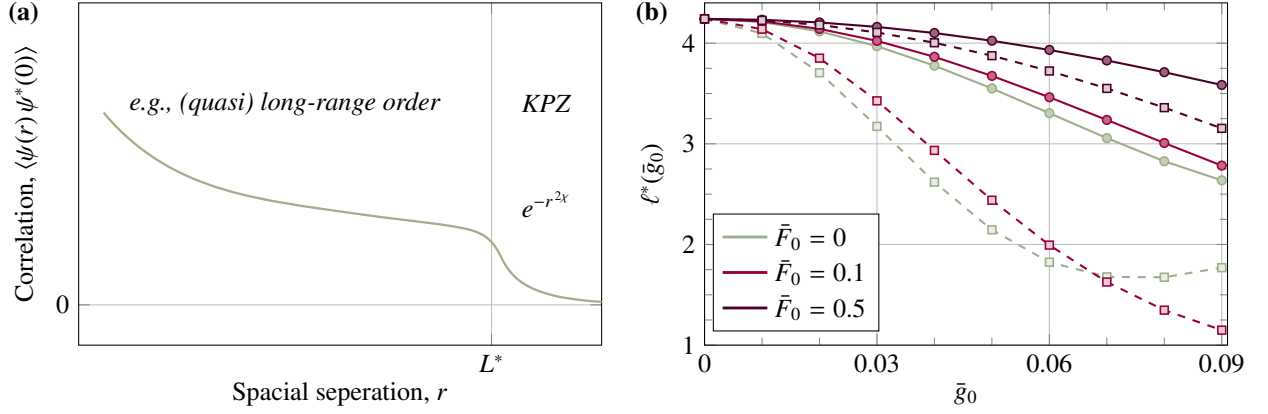 (a)
Correlation, ⟨ψ(r) ψ*(0)⟩
e.g., (quasi) long-range order
KPZ
e^{-r^{2χ}}
0
L*
Spacial seperation, r
(b)
ℓ*(ḡ₀)
4
3
2
1
F̄₀ = 0
F̄₀ = 0.1
F̄₀ = 0.5
0 0.03 0.06 0.09
ḡ₀